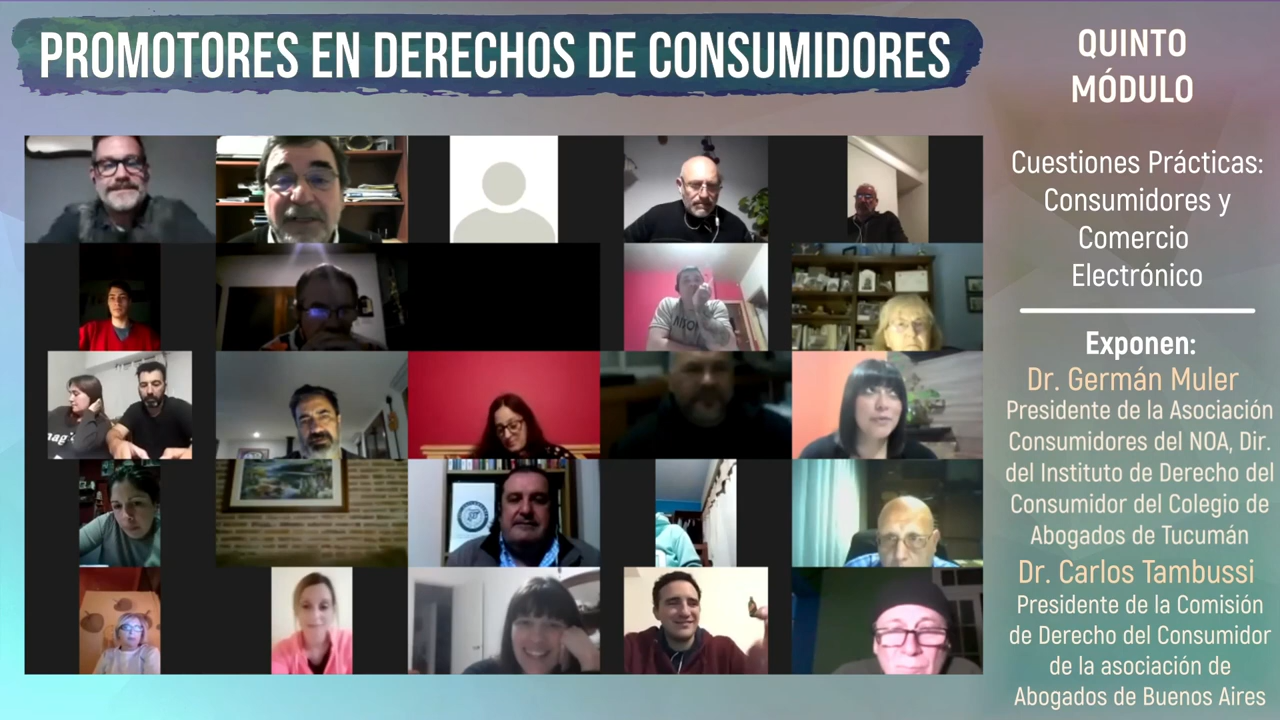 PROMOTORES EN DERECHOS DE CONSUMIDORES
QUINTO
MÓDULO
Cuestiones Prácticas:
Consumidores y
Comercio
Electrónico
Exponen:
Dr. Germán Muler
Presidente de la Asociación
Consumidores del NOA, Dir.
del Instituto de Derecho del
Consumidor del Colegio de
Abogados de Tucumán
Dr. Carlos Tambussi
Presidente de la Comisión
de Derecho del Consumidor
de la asociación de
Abogados de Buenos Aires